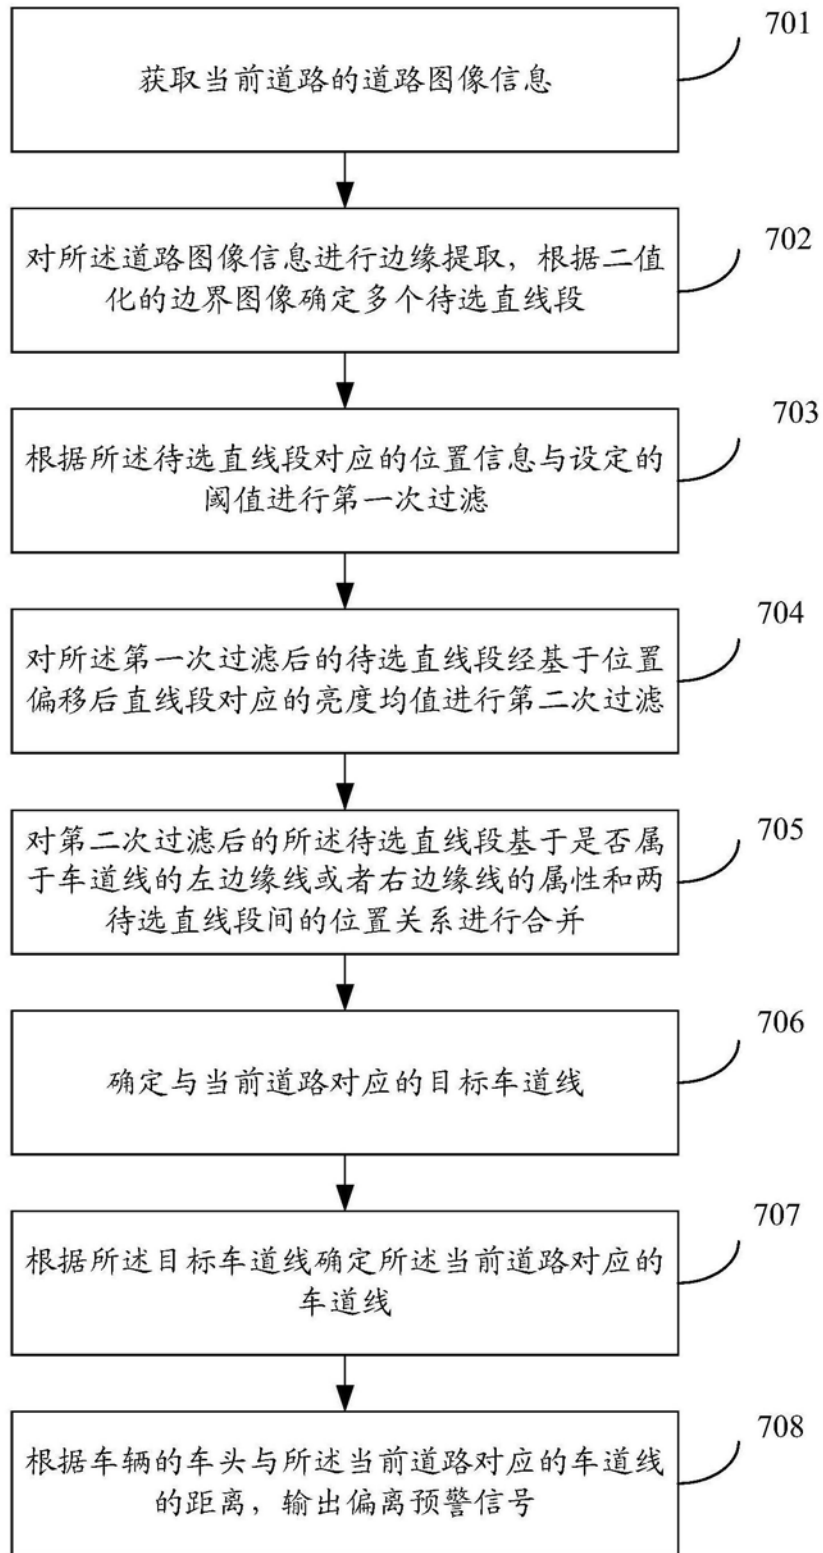 701
获取当前道路的道路图像信息
702
对所述道路图像信息进行边缘提取，根据二值
化的边界图像确定多个待选直线段
703
根据所述待选直线段对应的位置信息与设定的
阈值进行第一次过滤
704
对所述第一次过滤后的待选直线段经基于位置
偏移后直线段对应的亮度均值进行第二次过滤
705
对第二次过滤后的所述待选直线段基于是否属
于车道线的左边缘线或者右边缘线的属性和两
待选直线段间的位置关系进行合并
706
确定与当前道路对应的目标车道线
707
根据所述目标车道线确定所述当前道路对应的
车道线
708
根据车辆的车头与所述当前道路对应的车道线
的距离，输出偏离预警信号